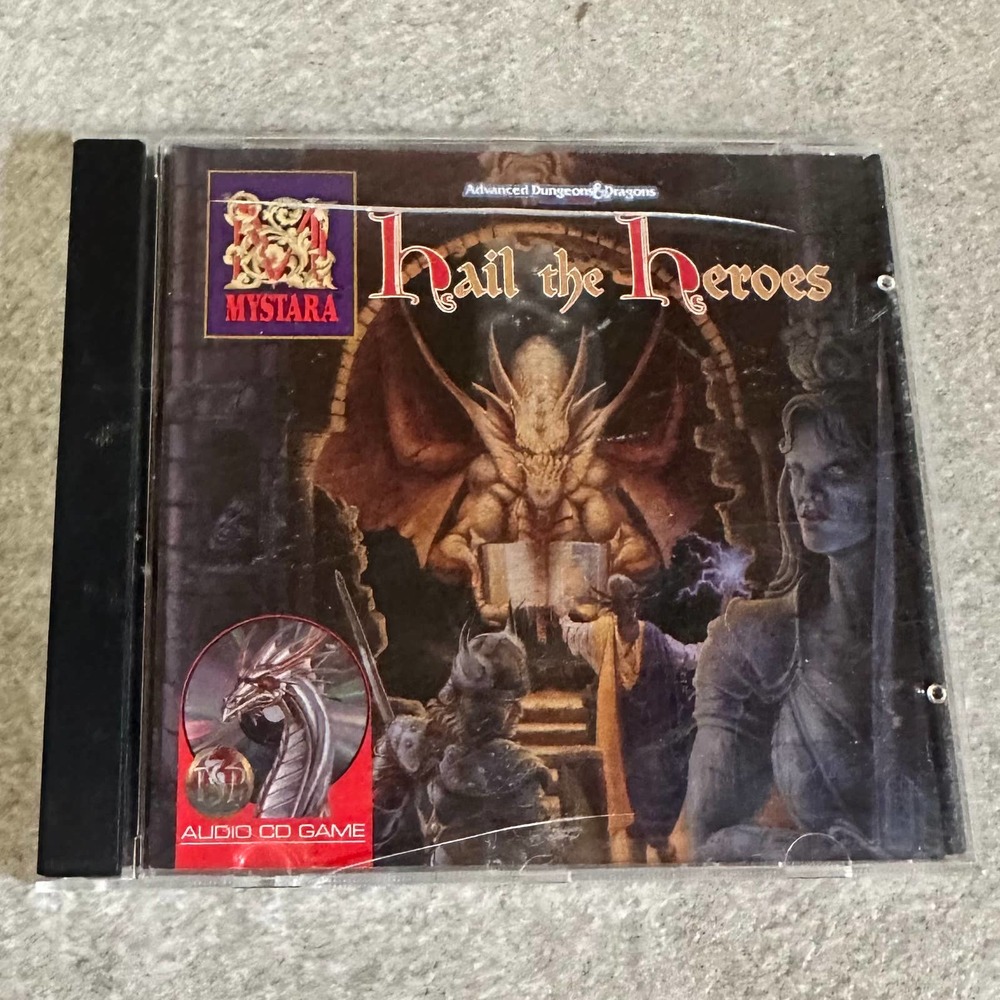 Advanced Dungeons & Dragons
MYSTARA
hail the heroes
TSR
AUDIO CD GAME